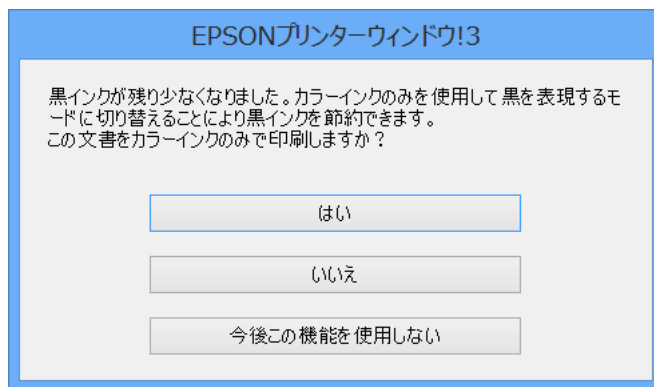 EPSONプリンターウィンドウ!3
黒インクが残り少なくなりました。カラーインクのみを使用して黒を表現するモ
ードに切り替えることにより黒インクを節約できます。
この文書をカラーインクのみで印刷しますか？
はい
いいえ
今後この機能を使用しない